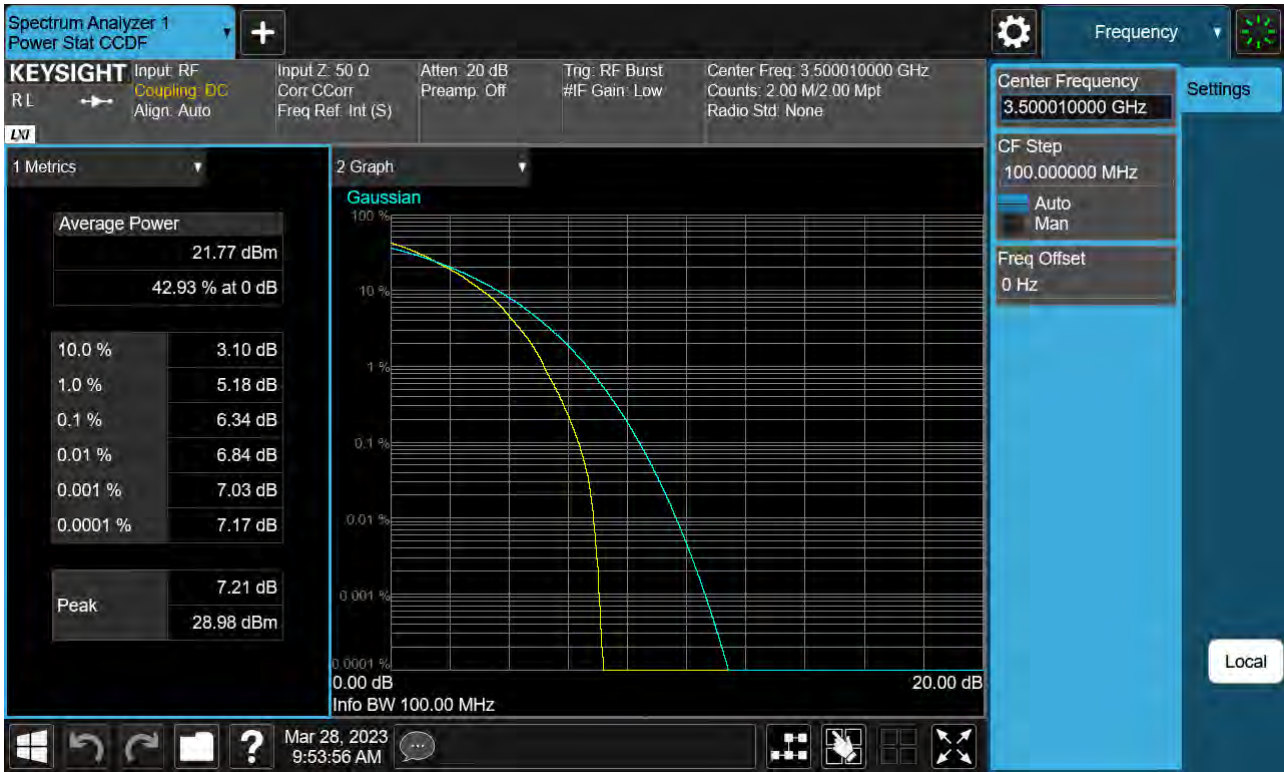 Spectrum Analyzer 1
Power Stat CCDF
+
Frequency
KEYSIGHT
RL
LXI
Input: RF
Coupling: DC
Align: Auto
Input Z: 50 Ω
Corr CCorr
Freq Ref: Int (S)
Atten: 20 dB
Preamp: Off
Trig: RF Burst
#IF Gain: Low
Center Freq: 3.500010000 GHz
Counts: 2.00 M/2.00 Mpt
Radio Std: None
Center Frequency
3.500010000 GHz
CF Step
100.000000 MHz
Auto
Man
Freq Offset
0 Hz
Settings
Local
1 Metrics
Average Power
21.77 dBm
42.93 % at 0 dB
10.0 % 3.10 dB
1.0 % 5.18 dB
0.1 % 6.34 dB
0.01 % 6.84 dB
0.001 % 7.03 dB
0.0001 % 7.17 dB
Peak
7.21 dB
28.98 dBm
2 Graph
Gaussian
100 %
10 %
1 %
0.1 %
0.01 %
0.001 %
0.0001 %
0.00 dB 20.00 dB
Info BW 100.00 MHz
?
Mar 28, 2023
9:53:56 AM